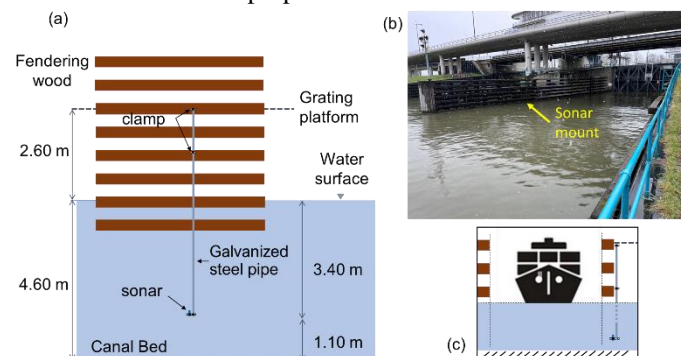 (a)
Fendering
wood
clamp
Grating
platform
2.60 m
Water
surface
4.60 m
Galvanized
steel pipe
3.40 m
sonar
Canal Bed
1.10 m
(b)
Sonar
mount
(c)